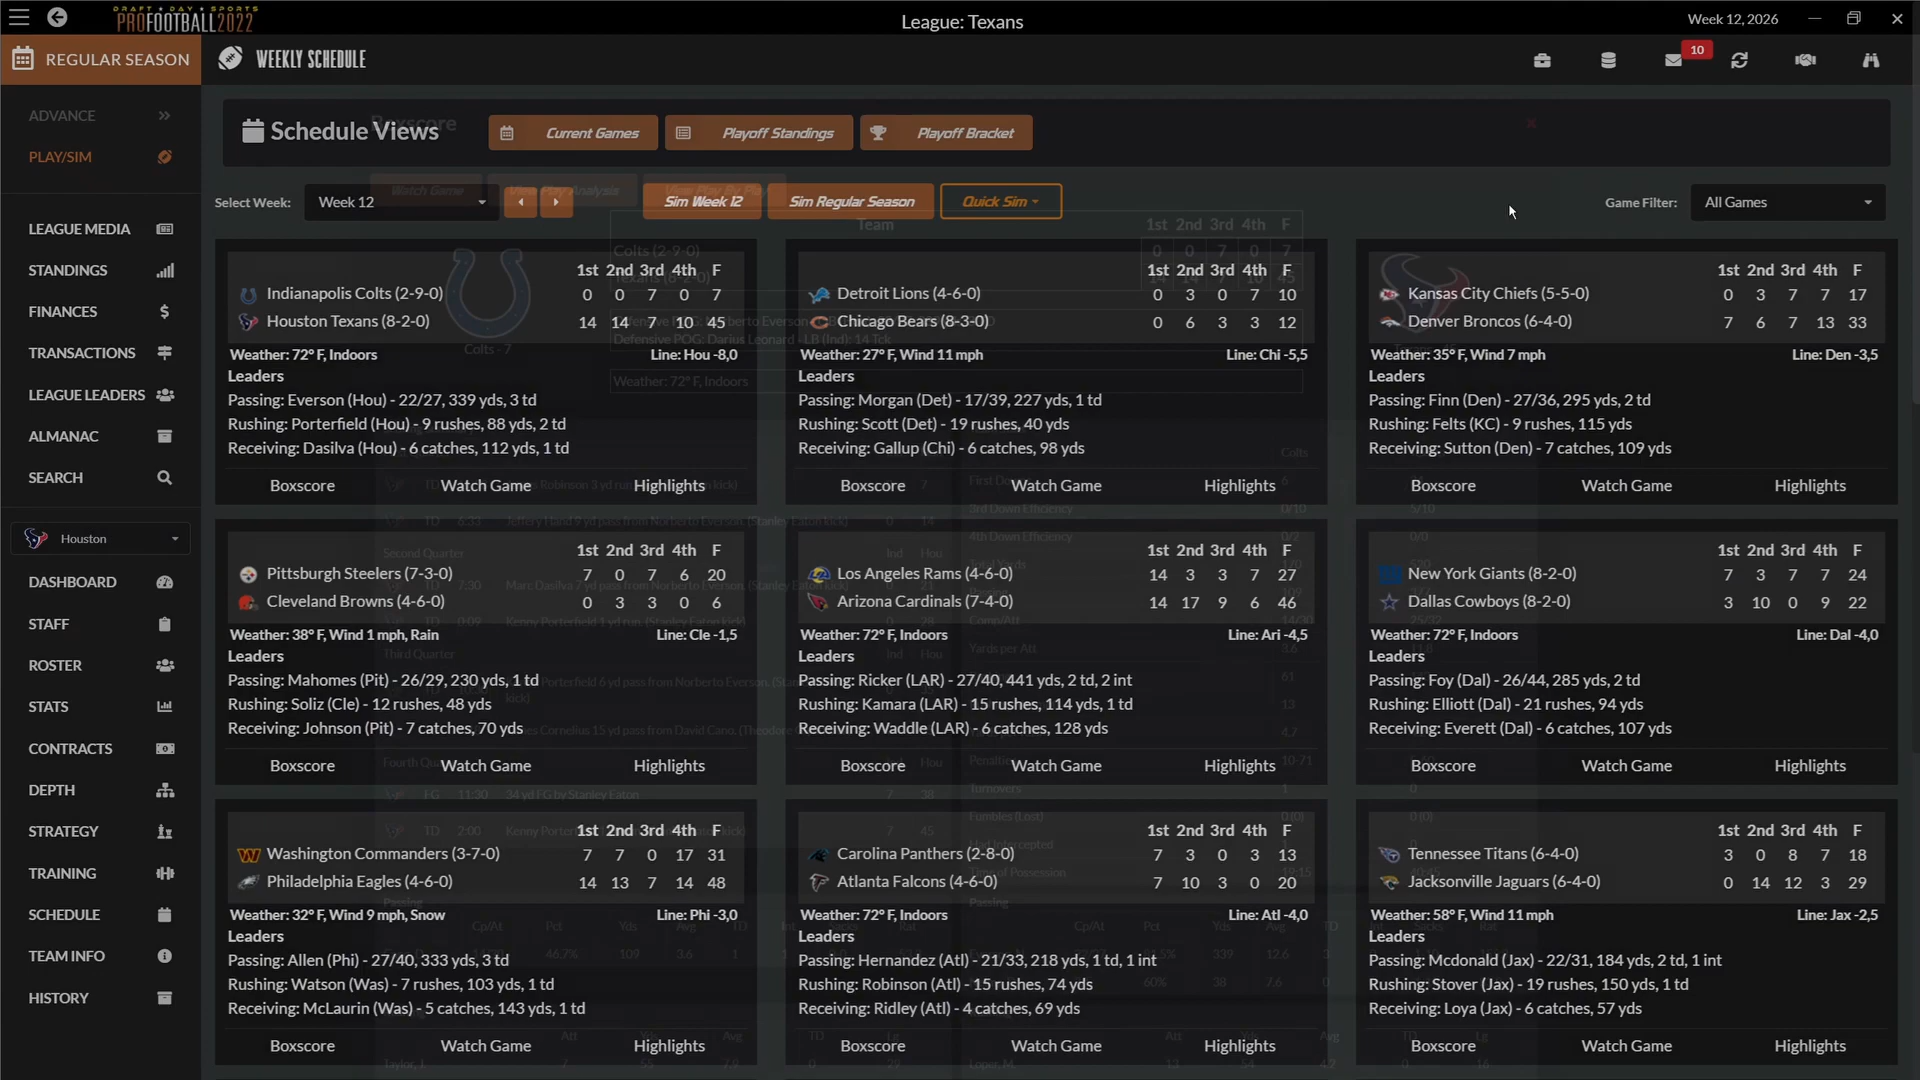 DRAFT DAY SPORTS
PROFOOTBALL2022
League: Texans
Week 12, 2026
REGULAR SEASON
WEEKLY SCHEDULE
10
ADVANCE
PLAY/SIM
LEAGUE MEDIA
STANDINGS
FINANCES
TRANSACTIONS
LEAGUE LEADERS
ALMANAC
SEARCH
Houston
DASHBOARD
STAFF
ROSTER
STATS
CONTRACTS
DEPTH
STRATEGY
TRAINING
SCHEDULE
TEAM INFO
HISTORY
Schedule Views
Current Games
Playoff Standings
Playoff Bracket
Select Week:
Week 12
Sim Week 12
Sim Regular Season
Quick Sim
Game Filter:
All Games
1st 2nd 3rd 4th F
Indianapolis Colts (2-9-0) 0 0 7 0 7
Houston Texans (8-2-0) 14 14 7 10 45
Weather: 72° F, Indoors Line: Hou -8,0
Leaders
Passing: Everson (Hou) - 22/27, 339 yds, 3 td
Rushing: Porterfield (Hou) - 9 rushes, 88 yds, 2 td
Receiving: Dasilva (Hou) - 6 catches, 112 yds, 1 td
Boxscore Watch Game Highlights
1st 2nd 3rd 4th F
Detroit Lions (4-6-0) 0 3 0 7 10
Chicago Bears (8-3-0) 0 6 3 3 12
Weather: 27° F, Wind 11 mph Line: Chi -5,5
Leaders
Passing: Morgan (Det) - 17/39, 227 yds, 1 td
Rushing: Scott (Det) - 19 rushes, 40 yds
Receiving: Gallup (Chi) - 6 catches, 98 yds
Boxscore Watch Game Highlights
1st 2nd 3rd 4th F
Kansas City Chiefs (5-5-0) 0 3 7 7 17
Denver Broncos (6-4-0) 7 6 7 13 33
Weather: 35° F, Wind 7 mph Line: Den -3,5
Leaders
Passing: Finn (Den) - 27/36, 295 yds, 2 td
Rushing: Felts (KC) - 9 rushes, 115 yds
Receiving: Sutton (Den) - 7 catches, 109 yds
Boxscore Watch Game Highlights
1st 2nd 3rd 4th F
Pittsburgh Steelers (7-3-0) 7 0 7 6 20
Cleveland Browns (4-6-0) 0 3 3 0 6
Weather: 38° F, Wind 1 mph, Rain Line: Cle -1,5
Leaders
Passing: Mahomes (Pit) - 26/29, 230 yds, 1 td
Rushing: Soliz (Cle) - 12 rushes, 48 yds
Receiving: Johnson (Pit) - 7 catches, 70 yds
Boxscore Watch Game Highlights
1st 2nd 3rd 4th F
Los Angeles Rams (4-6-0) 14 3 3 7 27
Arizona Cardinals (7-4-0) 14 17 9 6 46
Weather: 72° F, Indoors Line: Ari -4,5
Leaders
Passing: Ricker (LAR) - 27/40, 441 yds, 2 td, 2 int
Rushing: Kamara (LAR) - 15 rushes, 114 yds, 1 td
Receiving: Waddle (LAR) - 6 catches, 128 yds
Boxscore Watch Game Highlights
1st 2nd 3rd 4th F
New York Giants (8-2-0) 7 3 7 7 24
Dallas Cowboys (8-2-0) 3 10 0 9 22
Weather: 72° F, Indoors Line: Dal -4,0
Leaders
Passing: Foy (Dal) - 26/44, 285 yds, 2 td
Rushing: Elliott (Dal) - 21 rushes, 94 yds
Receiving: Everett (Dal) - 6 catches, 107 yds
Boxscore Watch Game Highlights
1st 2nd 3rd 4th F
Washington Commanders (3-7-0) 7 7 0 17 31
Philadelphia Eagles (4-6-0) 14 13 7 14 48
Weather: 32° F, Wind 9 mph, Snow Line: Phi -3,0
Leaders
Passing: Allen (Phi) - 27/40, 333 yds, 3 td
Rushing: Watson (Was) - 7 rushes, 103 yds, 1 td
Receiving: McLaurin (Was) - 5 catches, 143 yds, 1 td
Boxscore Watch Game Highlights
1st 2nd 3rd 4th F
Carolina Panthers (2-8-0) 7 3 0 3 13
Atlanta Falcons (4-6-0) 7 10 3 0 20
Weather: 72° F, Indoors Line: Atl -4,0
Leaders
Passing: Hernandez (Atl) - 21/33, 218 yds, 1 td, 1 int
Rushing: Robinson (Atl) - 15 rushes, 74 yds
Receiving: Ridley (Atl) - 4 catches, 69 yds
Boxscore Watch Game Highlights
1st 2nd 3rd 4th F
Tennessee Titans (6-4-0) 3 0 8 7 18
Jacksonville Jaguars (6-4-0) 0 14 12 3 29
Weather: 58° F, Wind 11 mph Line: Jax -2,5
Leaders
Passing: Mcdonald (Jax) - 22/31, 184 yds, 2 td, 1 int
Rushing: Stover (Jax) - 19 rushes, 150 yds, 1 td
Receiving: Loya (Jax) - 6 catches, 57 yds
Boxscore Watch Game Highlights